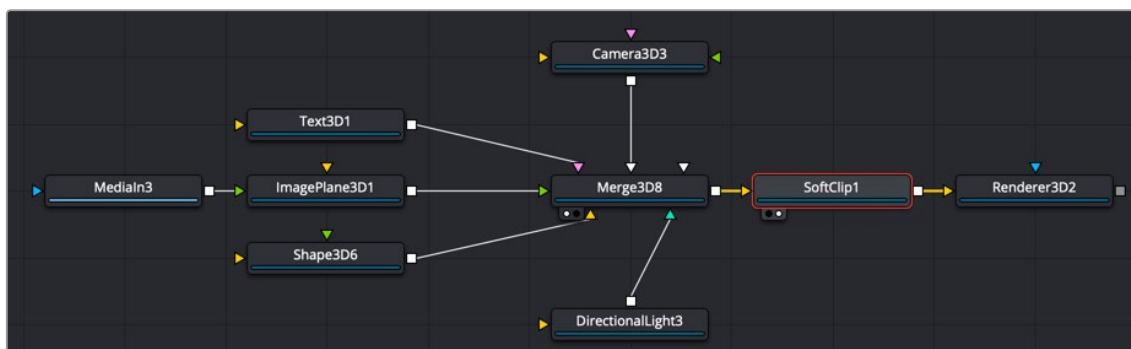 Camera3D3
Text3D1
MediaIn3
ImagePlane3D1
Merge3D8
SoftClip1
Renderer3D2
Shape3D6
DirectionalLight3